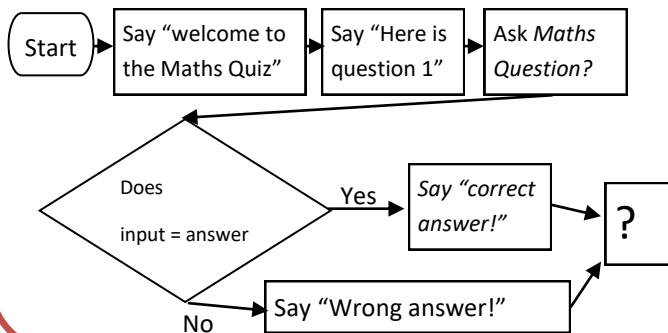 Start
Say “welcome to
the Maths Quiz”
Say “Here is
question 1”
Ask Maths
Question?
Does
input = answer
Yes
Say “correct
answer!”
?
No
Say “Wrong answer!”